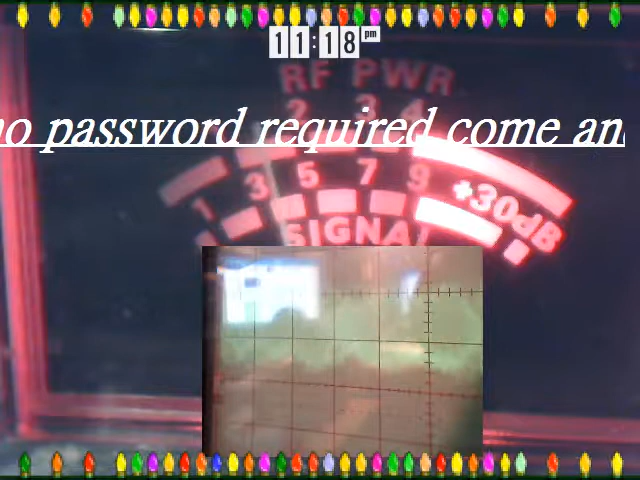 11:18 pm
RF PWR
2 3 4
no password required come an
1 3 5 7 9 +30dB
SIGNAL